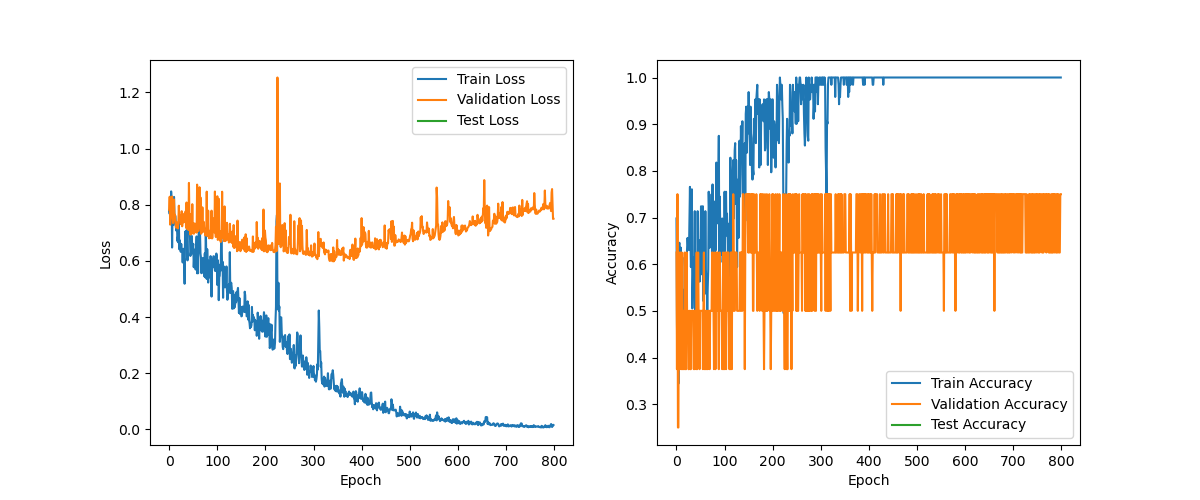 Train Loss
Validation Loss
Test Loss
1.2
1.0
0.8
0.6
0.4
0.2
0.0
Loss
0 100 200 300 400 500 600 700 800
Epoch
1.0
0.9
0.8
0.7
0.6
0.5
0.4
0.3
Accuracy
Train Accuracy
Validation Accuracy
Test Accuracy
0 100 200 300 400 500 600 700 800
Epoch